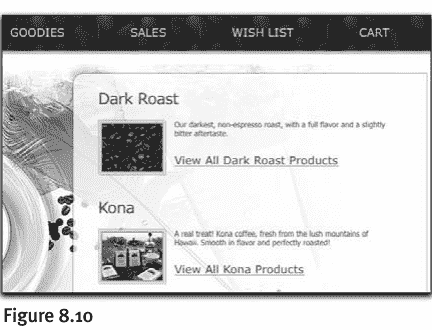 GOODIES SALES WISH LIST CART
Dark Roast
Our darkest, non-espresso roast, with a full flavor and a slightly
bitter aftertaste.
View All Dark Roast Products
Kona
A real treat! Kona coffee, fresh from the lush mountains of
Hawaii. Smooth in flavor and perfectly roasted!
View All Kona Products
Figure 8.10